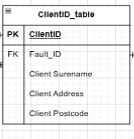 ClientID_table
PK ClientID
FK Fault_ID
Client Surename
Client Address
Client Postcode